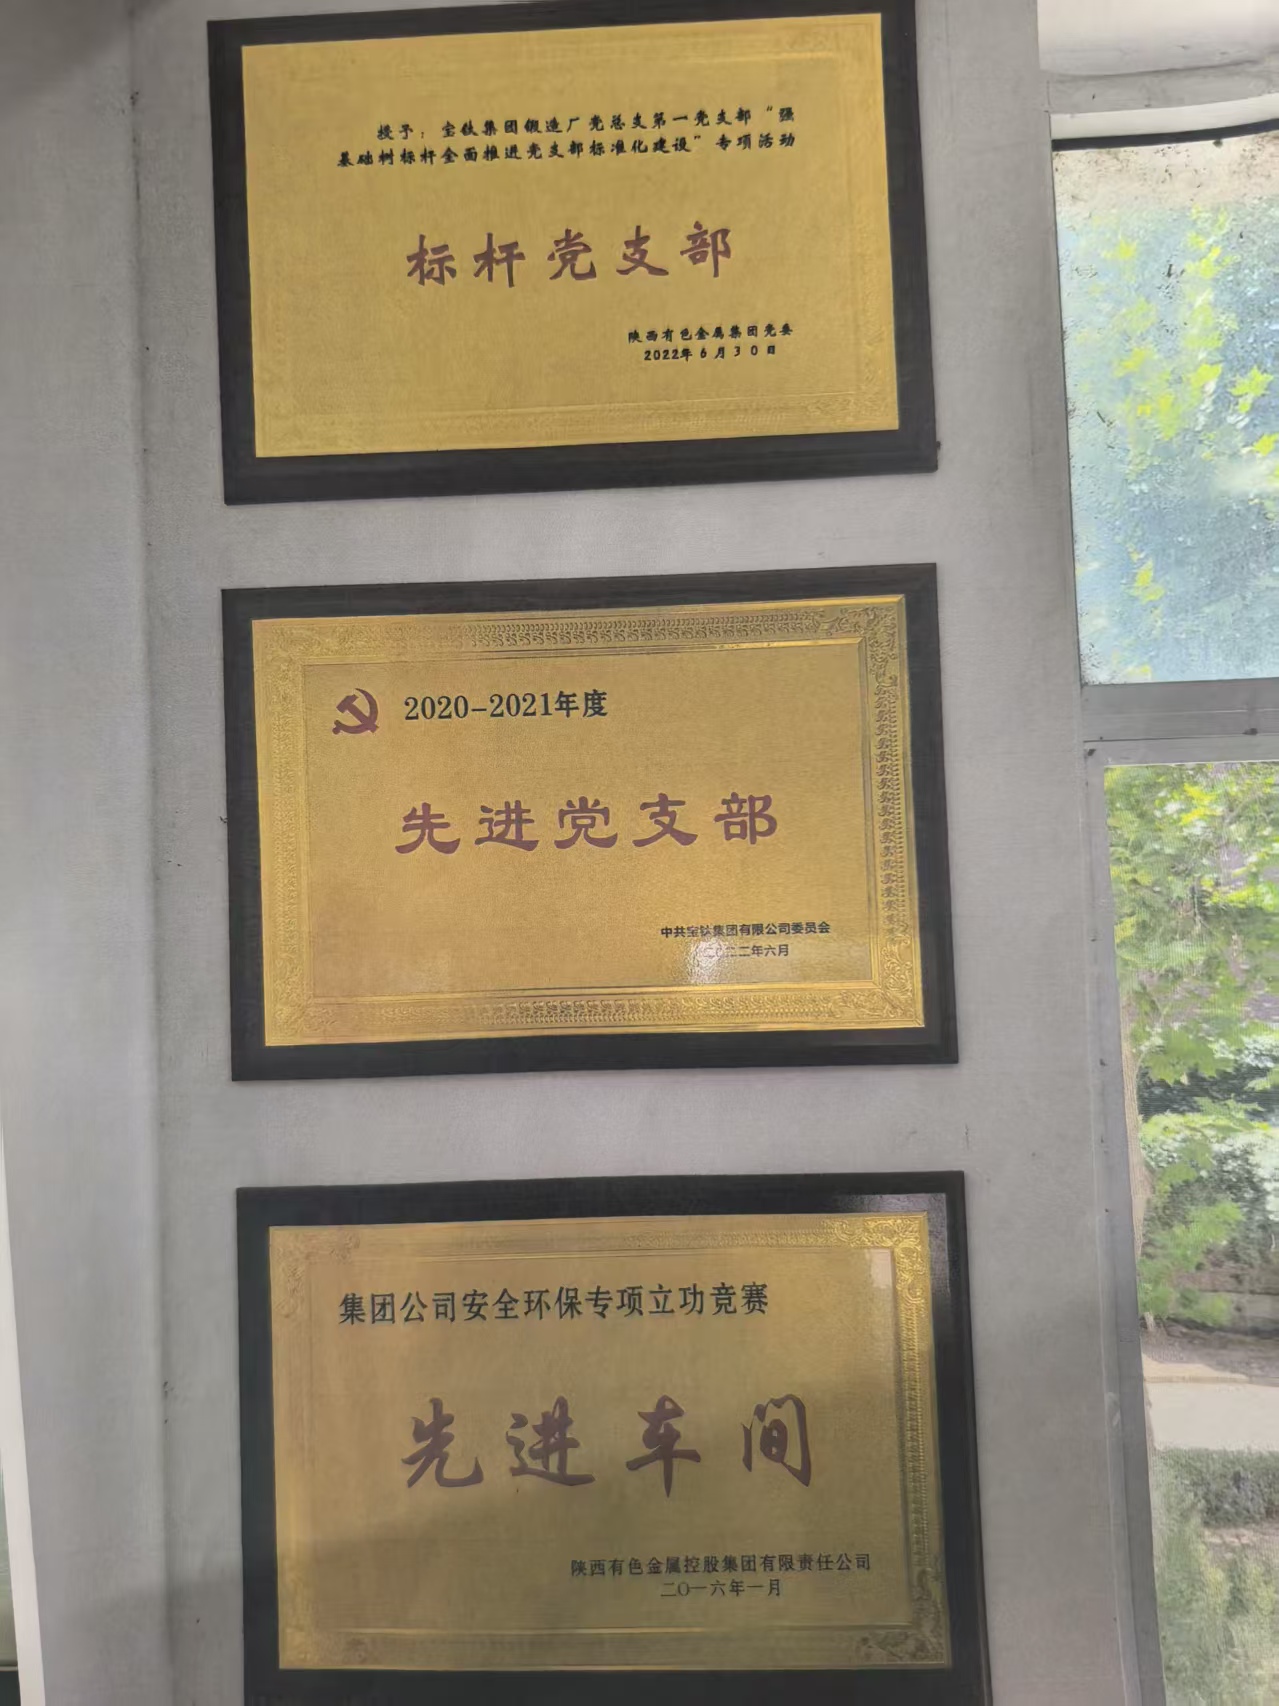 授予：宝钛集团锻造厂党总支第一党支部“强
基础树标杆全面推进党支部标准化建设”专项活动
标杆党支部
陕西有色金属集团党委
2022年6月30日
2020-2021年度
先进党支部
中共宝钛集团有限公司委员会
二〇二二年六月
集团公司安全环保专项立功竞赛
先进车间
陕西有色金属控股集团有限责任公司
二〇一六年一月